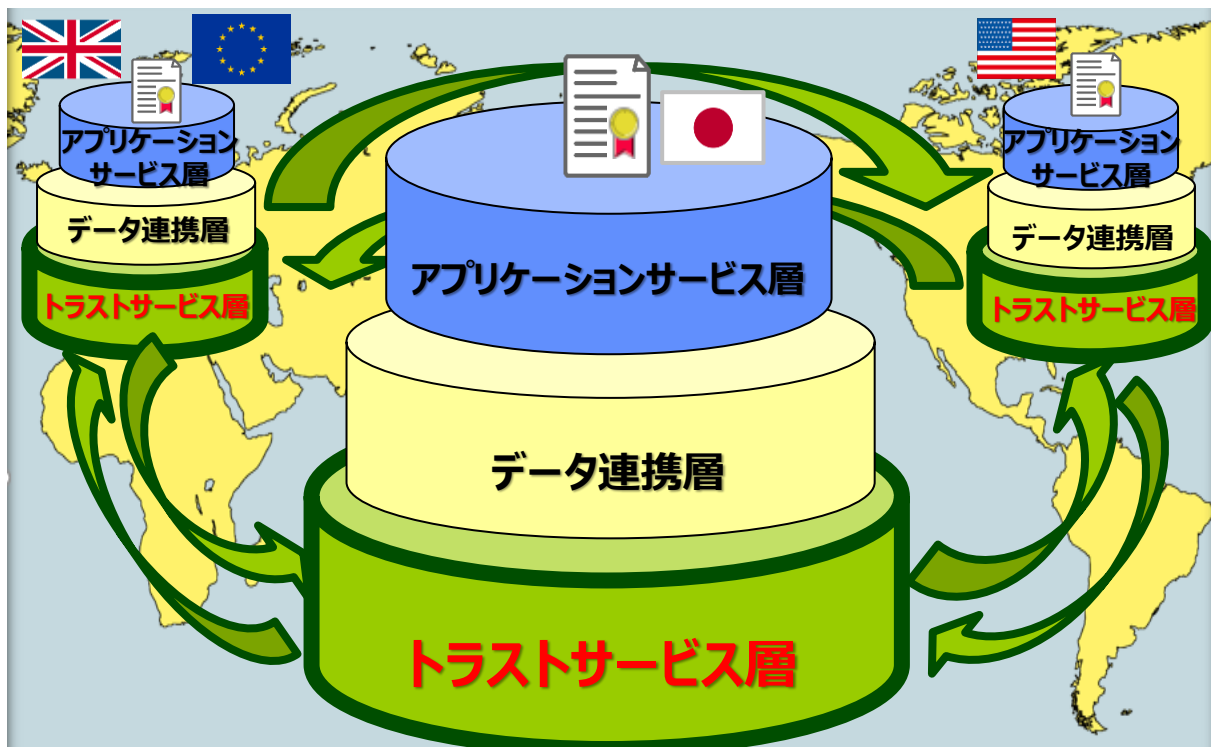 アプリケーション
サービス層
データ連携層
トラストサービス層
アプリケーションサービス層
データ連携層
トラストサービス層
アプリケーション
サービス層
データ連携層
トラストサービス層